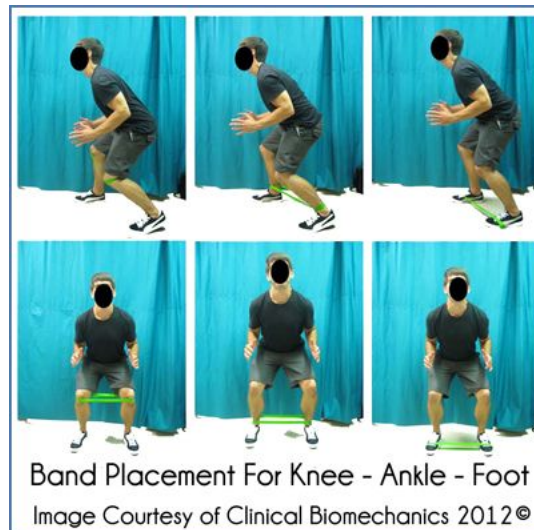 Band Placement For Knee - Ankle - Foot
Image Courtesy of Clinical Biomechanics 2012©